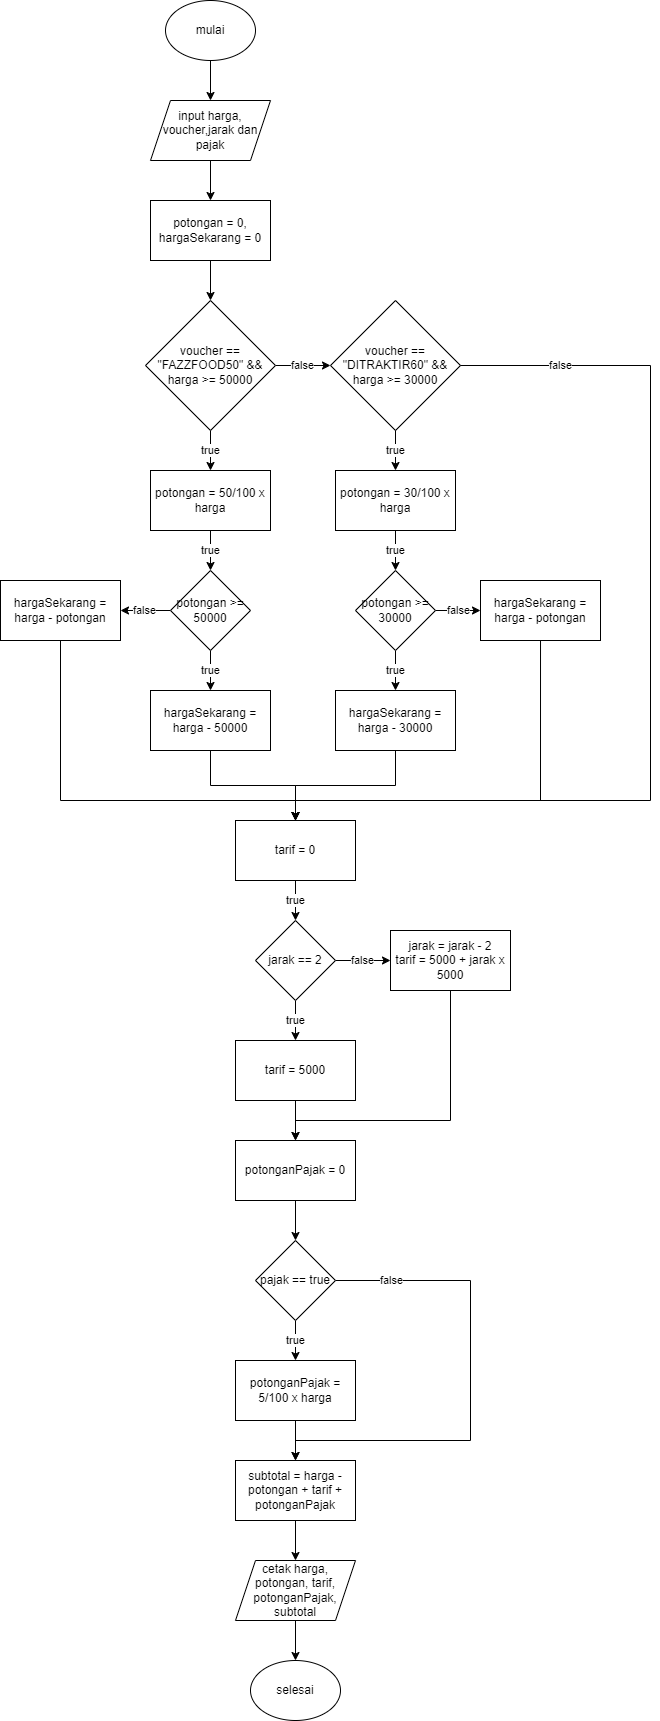 mulai
input harga,
voucher,jarak dan
pajak
potongan = 0,
hargaSekarang = 0
voucher ==
"FAZZFOOD50" &&
harga >= 50000
false
voucher ==
"DITRAKTIR60" &&
harga >= 30000
false
true
true
potongan = 50/100 x
harga
potongan = 30/100 x
harga
true
true
hargaSekarang =
harga - potongan
false
potongan >=
50000
potongan >=
30000
false
hargaSekarang =
harga - potongan
true
true
hargaSekarang =
harga - 50000
hargaSekarang =
harga - 30000
tarif = 0
true
jarak == 2
false
jarak = jarak - 2
tarif = 5000 + jarak x
5000
true
tarif = 5000
potonganPajak = 0
pajak == true
false
true
potonganPajak =
5/100 x harga
subtotal = harga -
potongan + tarif +
potonganPajak
cetak harga,
potongan, tarif,
potonganPajak,
subtotal
selesai